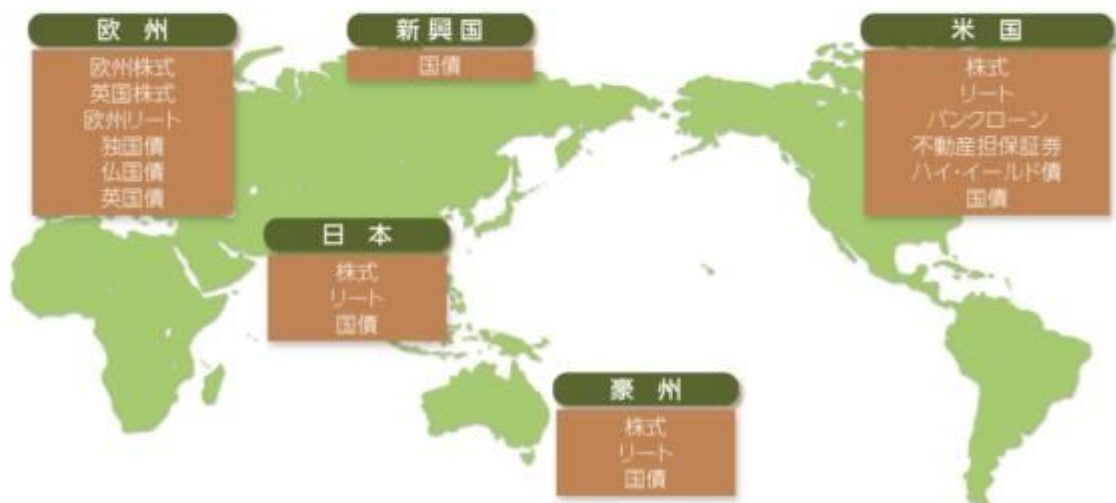 欧 州
欧州株式
英国株式
欧州リート
独国債
仏国債
英国債
新 興 国
国債
米 国
株式
リート
バンクローン
不動産担保証券
ハイ・イールド債
国債
日 本
株式
リート
国債
豪 州
株式
リート
国債